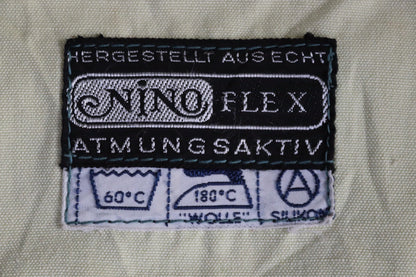 HERGESTELLT AUS ECHT
NINO FLEX
ATMUNGSAKTIV
60°C 180°C A
"WOLLE" SILIKON